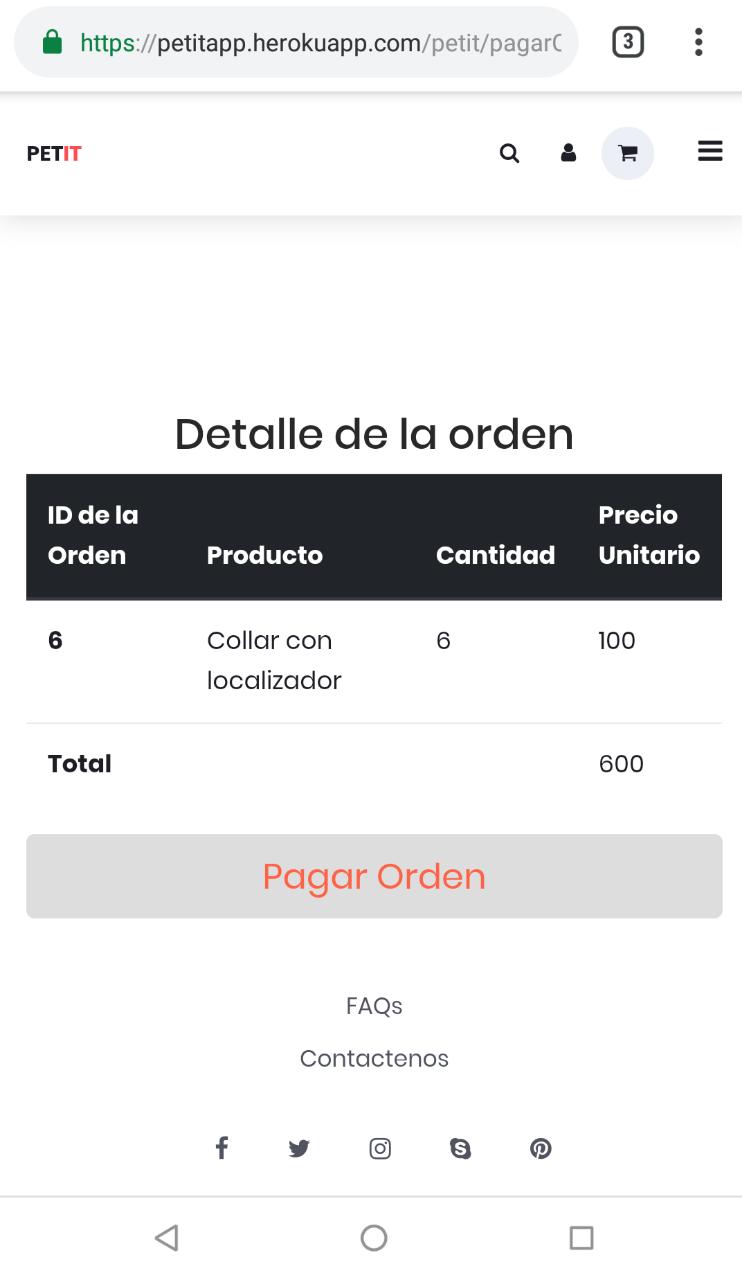 https://petitapp.herokuapp.com/petit/pagarO
3
PETIT
Detalle de la orden
ID de la Orden Producto Cantidad Precio Unitario
6 Collar con localizador 6 100
Total 600
Pagar Orden
FAQs
Contactenos